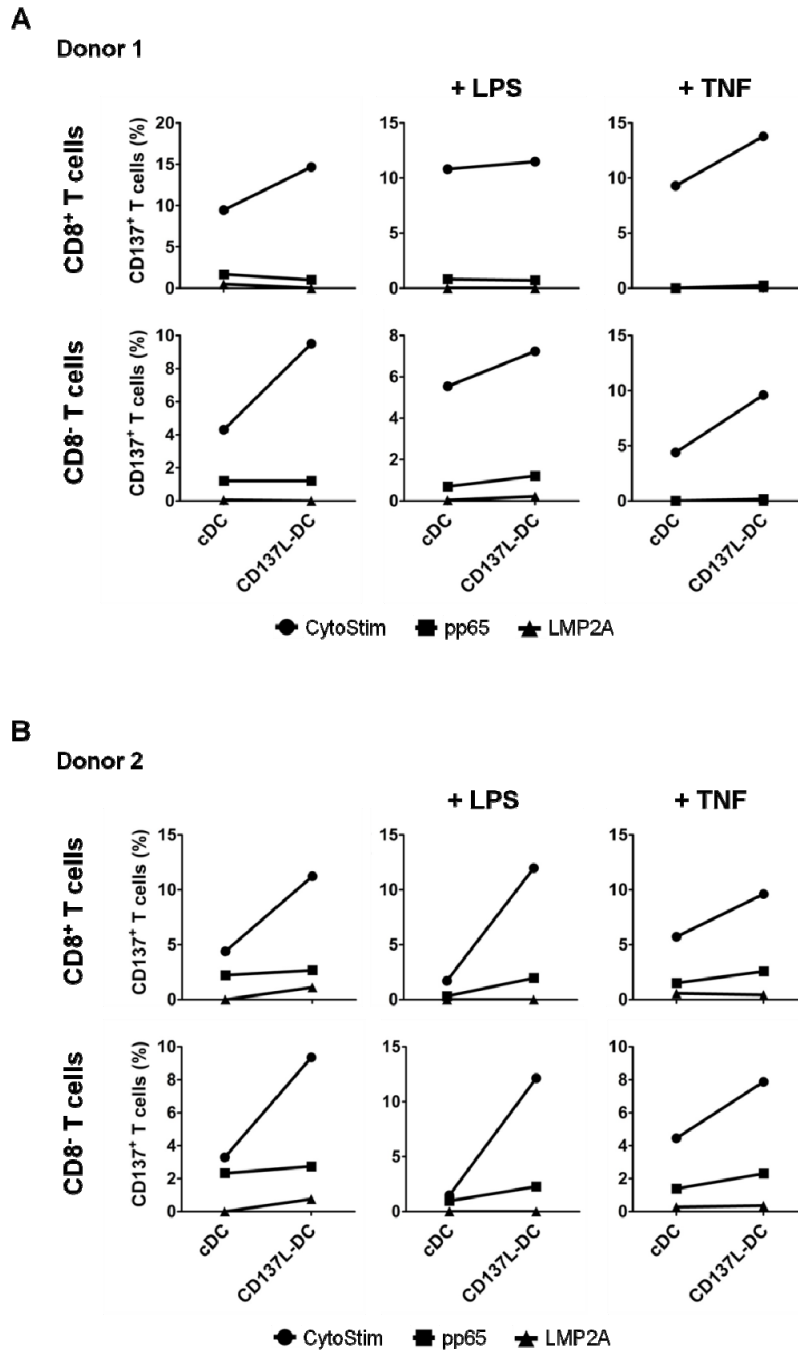 A
Donor 1
+ LPS
+ TNF
CD8⁺ T cells
CD137⁺ T cells (%)
20
15
10
5
0
15
10
5
0
15
10
5
0
CD8⁻ T cells
CD137⁺ T cells (%)
10
8
6
4
2
0
8
6
4
2
0
15
10
5
0
cDC
CD137L-DC
cDC
CD137L-DC
cDC
CD137L-DC
CytoStim pp65 LMP2A
B
Donor 2
+ LPS
+ TNF
CD8⁺ T cells
CD137⁺ T cells (%)
15
10
5
0
15
10
5
0
15
10
5
0
CD8⁻ T cells
CD137⁺ T cells (%)
10
8
6
4
2
0
15
10
5
0
10
8
6
4
2
0
cDC
CD137L-DC
cDC
CD137L-DC
cDC
CD137L-DC
CytoStim pp65 LMP2A